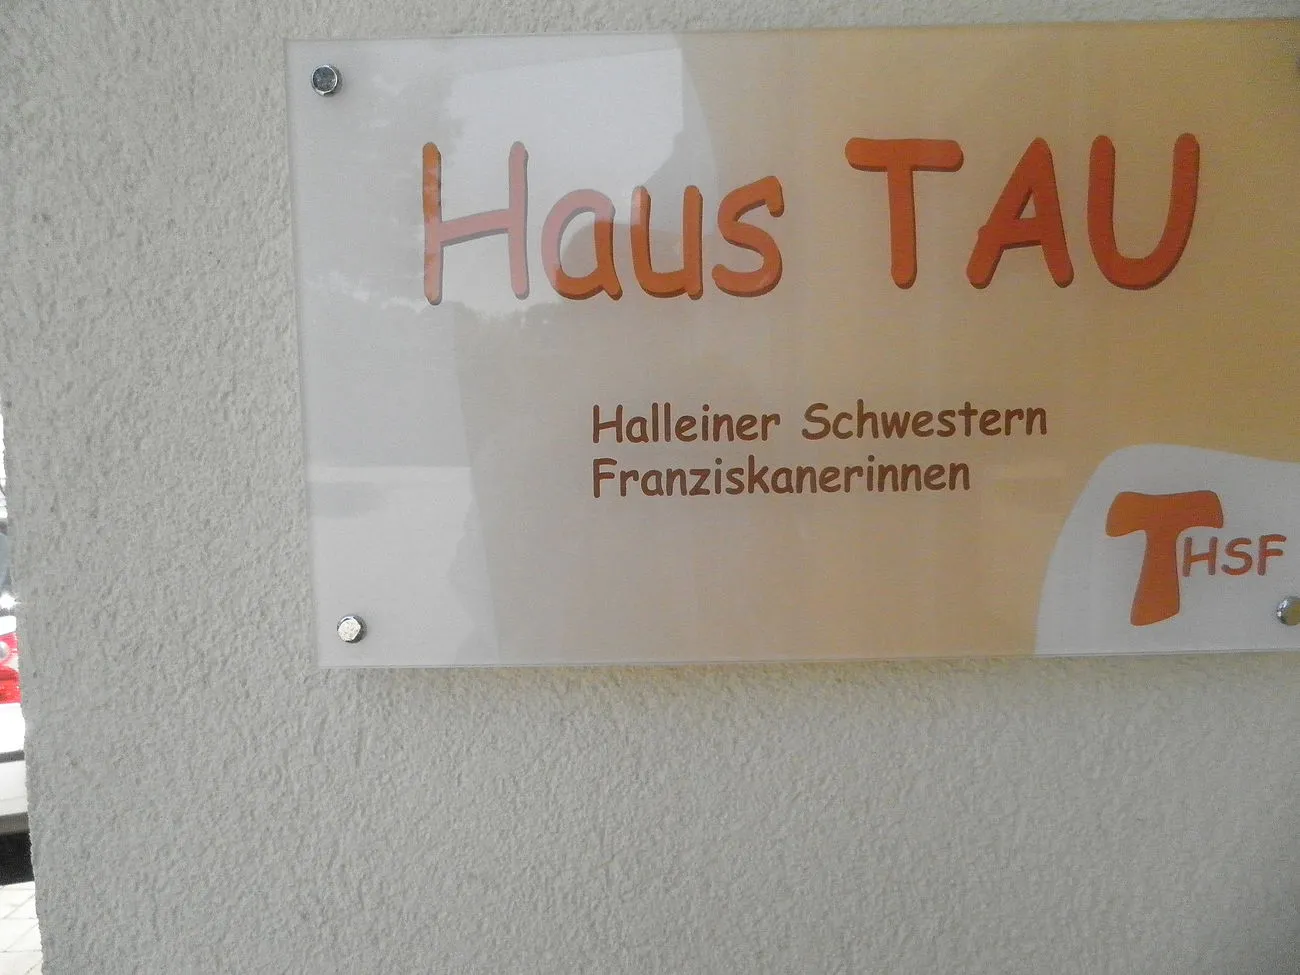 Haus TAU
Halleiner Schwestern
Franziskanerinnen
THSF